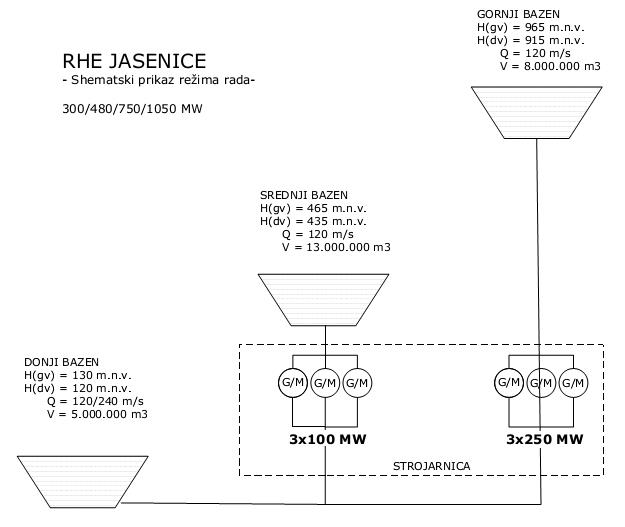 RHE JASENICE
- Shematski prikaz režima rada-
300/480/750/1050 MW
GORNJI BAZEN
H(gv) = 965 m.n.v.
H(dv) = 915 m.n.v.
Q = 120 m/s
V = 8.000.000 m3
SREDNJI BAZEN
H(gv) = 465 m.n.v.
H(dv) = 435 m.n.v.
Q = 120 m/s
V = 13.000.000 m3
DONJI BAZEN
H(gv) = 130 m.n.v.
H(dv) = 120 m.n.v.
Q = 120/240 m/s
V = 5.000.000 m3
G/M G/M G/M
G/M G/M G/M
3x100 MW
3x250 MW
STROJARNICA